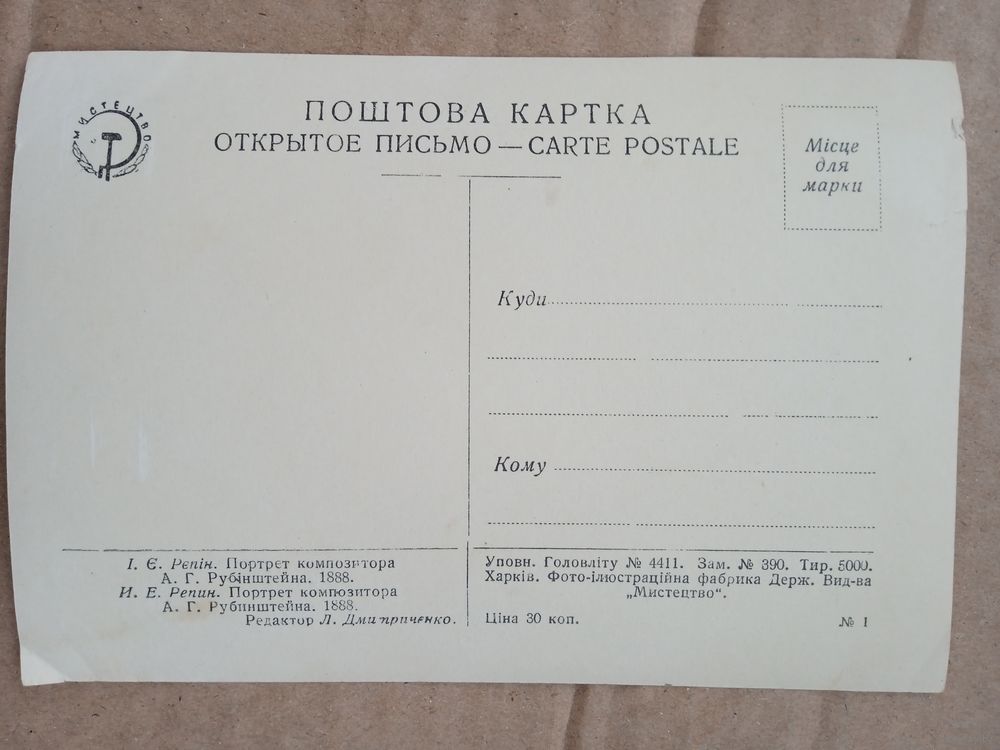 МИСТЕЦТВО
ПОШТОВА КАРТКА
ОТКРЫТОЕ ПИСЬМО — CARTE POSTALE
Місце
для
марки
Куди
Кому
І. Є. Рєпін. Портрет композитора
А. Г. Рубінштейна. 1888.
И. Е. Репин. Портрет композитора
А. Г. Рубинштейна. 1888.
Редактор Л. Дмитриченко.
Уповн. Головліту № 4411. Зам. № 390. Тир. 5000.
Харків. Фото-ілюстраційна фабрика Держ. Вид-ва
„Мистецтво“.
Ціна 30 коп.
№ 1